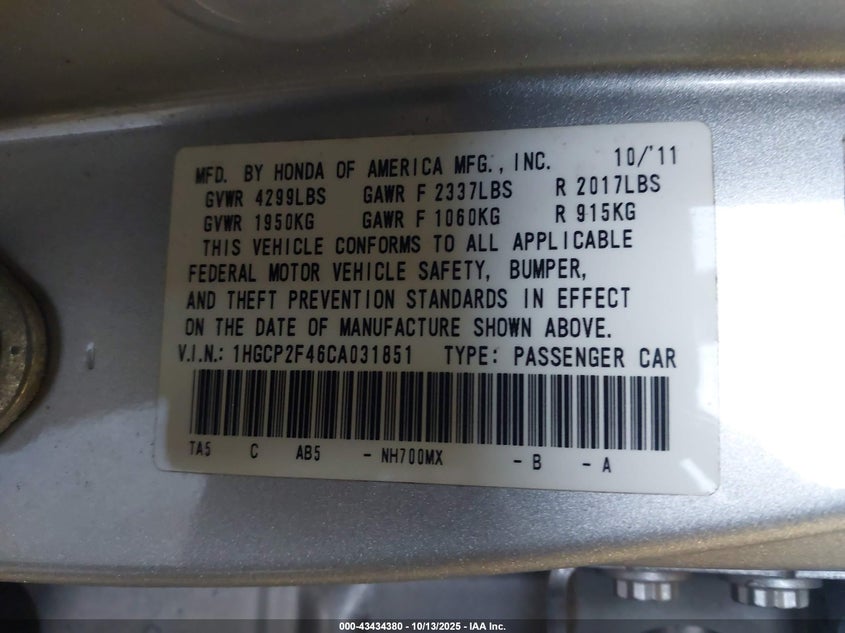 MFD. BY HONDA OF AMERICA MFG., INC. 10/'11
GVWR 4299LBS GAWR F 2337LBS R 2017LBS
GVWR 1950KG GAWR F 1060KG R 915KG
THIS VEHICLE CONFORMS TO ALL APPLICABLE
FEDERAL MOTOR VEHICLE SAFETY, BUMPER,
AND THEFT PREVENTION STANDARDS IN EFFECT
ON THE DATE OF MANUFACTURE SHOWN ABOVE.
V.I.N.: 1HGCP2F46CA031851 TYPE: PASSENGER CAR
TA5 C AB5 - NH700MX - B - A
000-43434380 - 10/13/2025 - IAA Inc.